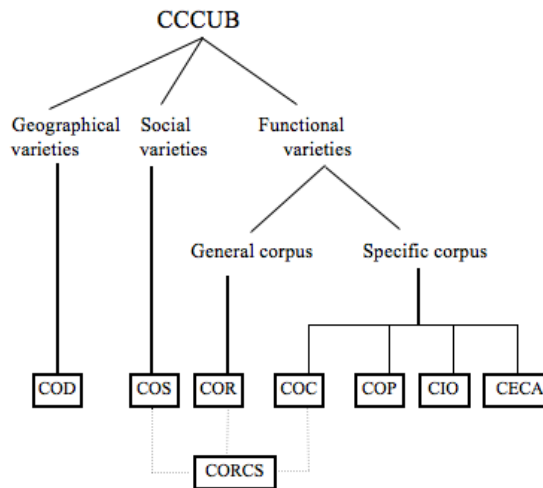 CCCUB
Geographical varieties
Social varieties
Functional varieties
General corpus
Specific corpus
COD
COS
COR
COC
COP
CIO
CECA
CORCS